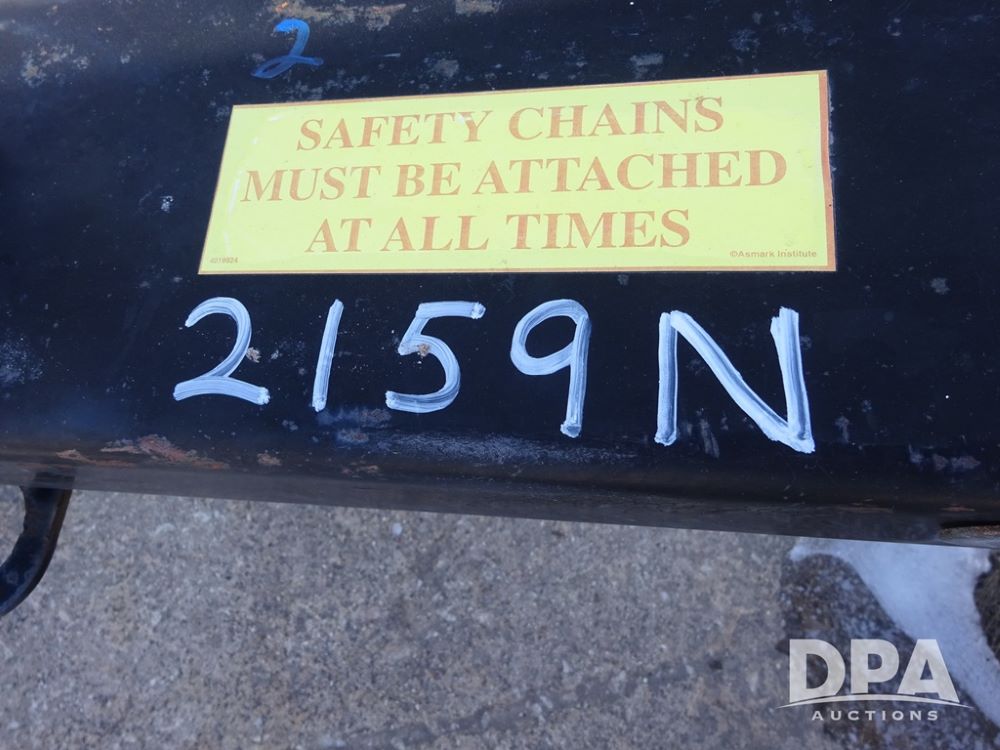 2
SAFETY CHAINS
MUST BE ATTACHED
AT ALL TIMES
©Asmark Institute
2159N
DPA
AUCTIONS